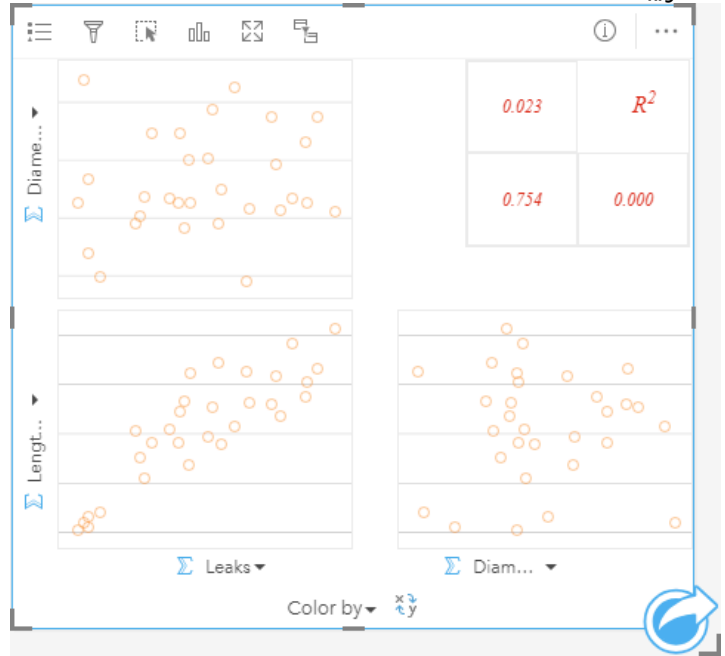 0.023 R²
Diame...
0.754 0.000
Lengt...
Leaks
Diam...
Color by
x
y